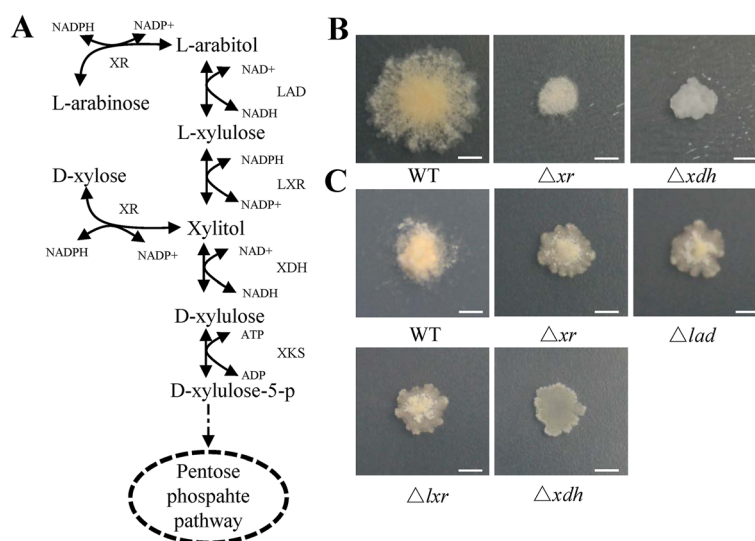 A
NADPH
NADP+
XR
L-arabitol
L-arabinose
NAD+
LAD
NADH
L-xylulose
NADPH
LXR
NADP+
D-xylose
XR
NADPH
NADP+
Xylitol
NAD+
XDH
NADH
D-xylulose
ATP
XKS
ADP
D-xylulose-5-p
Pentose
phospahte
pathway
B
WT
△xr
△xdh
C
WT
△xr
△lad
△lxr
△xdh